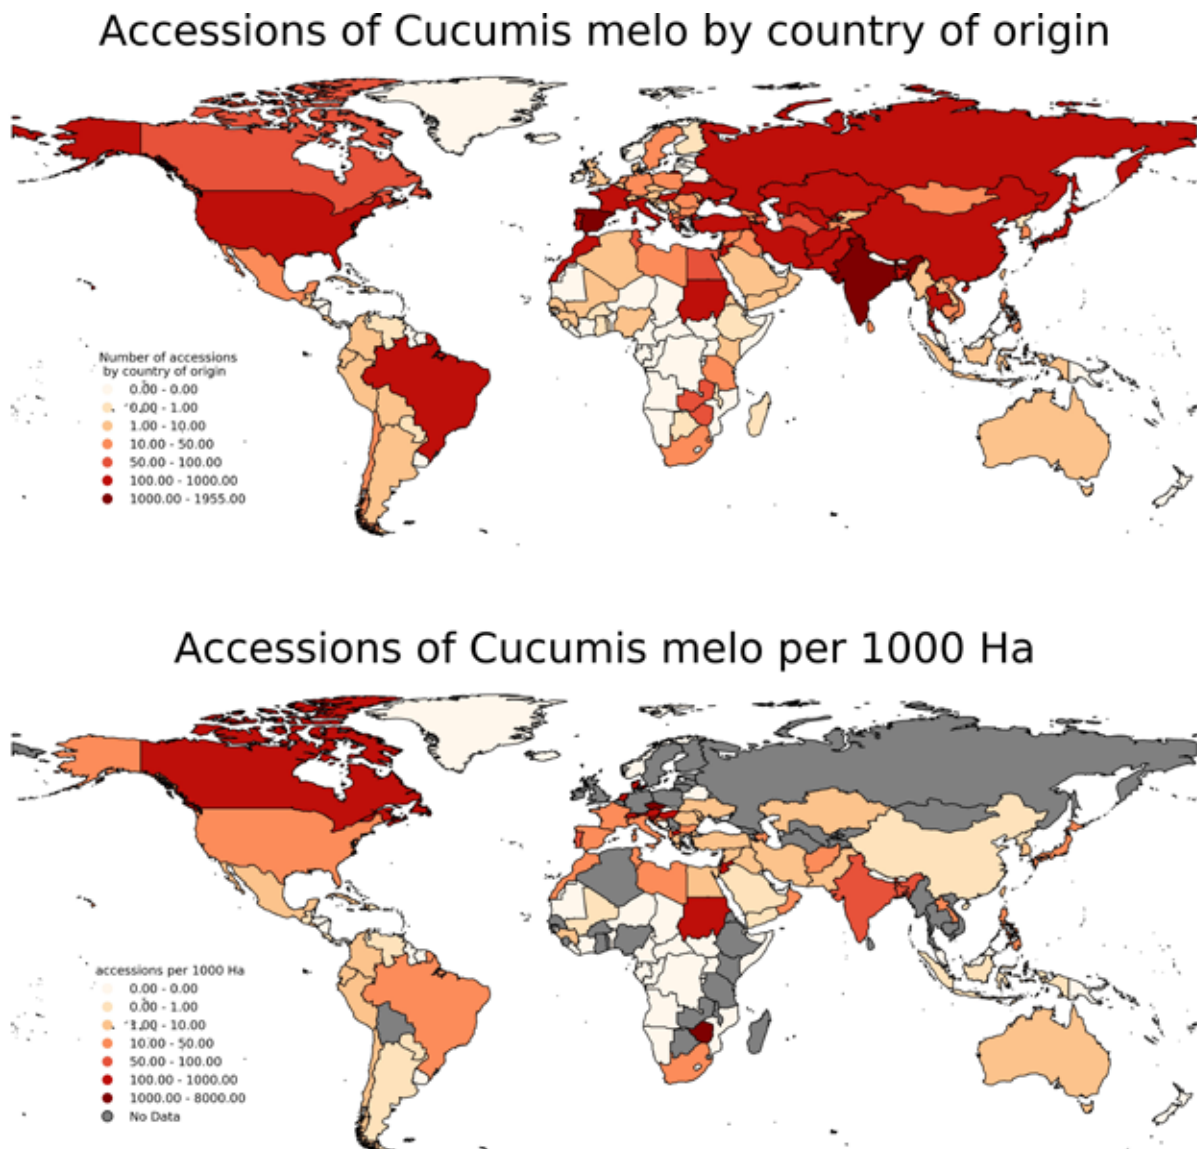 Accessions of Cucumis melo by country of origin
Number of accessions
by country of origin
0.00 - 0.00
0.00 - 1.00
1.00 - 10.00
10.00 - 50.00
50.00 - 100.00
100.00 - 1000.00
1000.00 - 1955.00
Accessions of Cucumis melo per 1000 Ha
accessions per 1000 Ha
0.00 - 0.00
0.00 - 1.00
1.00 - 10.00
10.00 - 50.00
50.00 - 100.00
100.00 - 1000.00
1000.00 - 8000.00
No Data